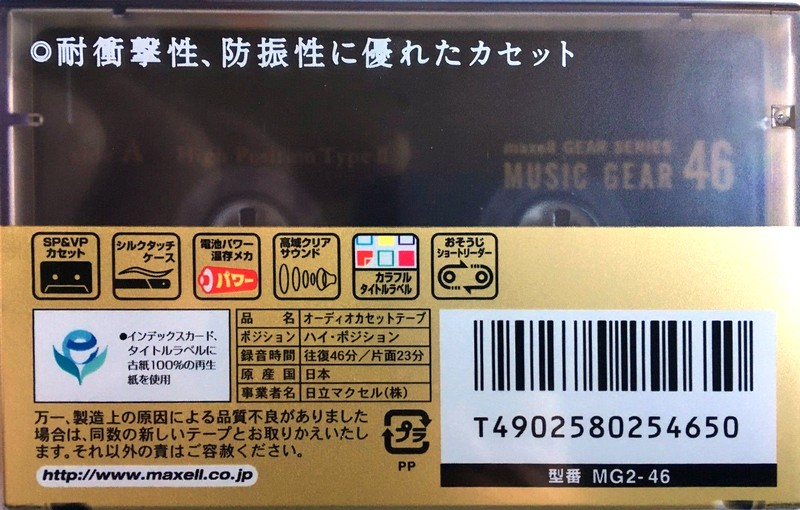 ◎耐衝撃性、防振性に優れたカセット
A High Position Type II
maxell GEAR SERIES
MUSIC GEAR 46
SP&VP
カセット
シルクタッチ
ケース
電池パワー
温存メカ
パワー
高域クリア
サウンド
カラフル
タイトルラベル
おそうじ
ショートリーダー
●インデックスカード、
タイトルラベルに
古紙100%の再生
紙を使用
品名 オーディオカセットテープ
ポジション ハイ・ポジション
録音時間 往復46分/片面23分
原産国 日本
事業者名 日立マクセル(株)
万一、製造上の原因による品質不良がありました
場合は、同数の新しいテープとお取りかえいたし
ます。それ以外の責はご容赦ください。
http://www.maxell.co.jp
プラ
PP
T4902580254650
型番 MG2-46